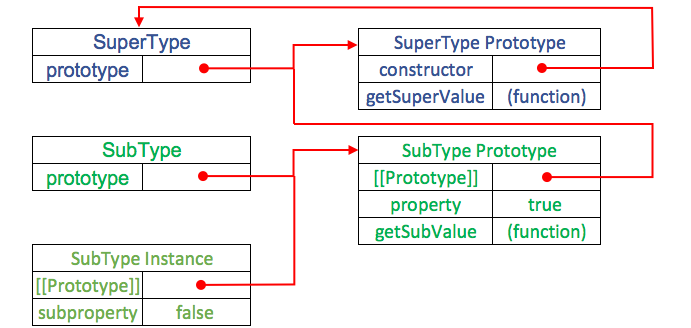 SuperType
prototype
SuperType Prototype
constructor
getSuperValue (function)
SubType
prototype
SubType Prototype
[[Prototype]]
property true
getSubValue (function)
SubType Instance
[[Prototype]]
subproperty false